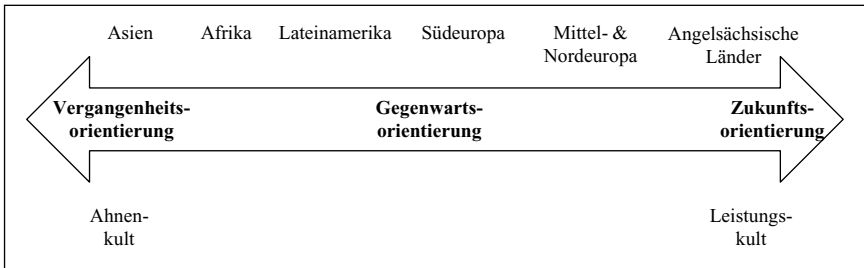 Asien Afrika Lateinamerika Südeuropa Mittel- & Nordeuropa Angelsächsische Länder
Vergangenheits-
orientierung
Gegenwarts-
orientierung
Zukunfts-
orientierung
Ahnen-
kult
Leistungs-
kult